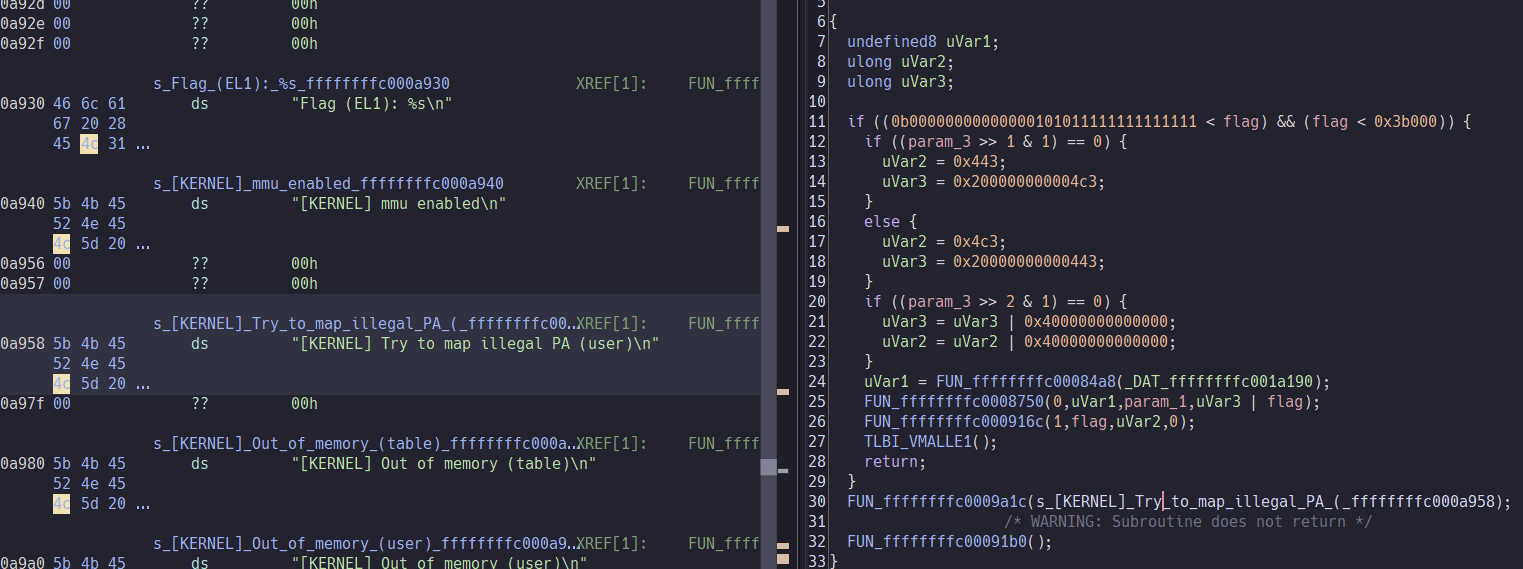 0a92d 00 ?? 00h
0a92e 00 ?? 00h
0a92f 00 ?? 00h
s_Flag_(EL1):_%s_ffffffffc000a930 XREF[1]: FUN_ffff
0a930 46 6c 61 ds "Flag (EL1): %s\n"
67 20 28
45 4c 31 ...
s_[KERNEL]_mmu_enabled_ffffffffc000a940 XREF[1]: FUN_ffff
0a940 5b 4b 45 ds "[KERNEL] mmu enabled\n"
52 4e 45
4c 5d 20 ...
0a956 00 ?? 00h
0a957 00 ?? 00h
s_[KERNEL]_Try_to_map_illegal_PA_(_ffffffffc00…XREF[1]: FUN_ffff
0a958 5b 4b 45 ds "[KERNEL] Try to map illegal PA (user)\n"
52 4e 45
4c 5d 20 ...
0a97f 00 ?? 00h
s_[KERNEL]_Out_of_memory_(table)_ffffffffc000a…XREF[1]: FUN_ffff
0a980 5b 4b 45 ds "[KERNEL] Out of memory (table)\n"
52 4e 45
4c 5d 20 ...
s_[KERNEL]_Out_of_memory_(user)_ffffffffc000a9…XREF[1]: FUN_ffff
0a9a0 5b 4b 45 ds "[KERNEL] Out of memory (user)\n"
5
6 {
7 undefined8 uVar1;
8 ulong uVar2;
9 ulong uVar3;
10
11 if ((0b00000000000000101011111111111111 < flag) && (flag < 0x3b000)) {
12 if ((param_3 >> 1 & 1) == 0) {
13 uVar2 = 0x443;
14 uVar3 = 0x200000000004c3;
15 }
16 else {
17 uVar2 = 0x4c3;
18 uVar3 = 0x20000000000443;
19 }
20 if ((param_3 >> 2 & 1) == 0) {
21 uVar3 = uVar3 | 0x40000000000000;
22 uVar2 = uVar2 | 0x40000000000000;
23 }
24 uVar1 = FUN_ffffffffc00084a8(_DAT_ffffffffc001a190);
25 FUN_ffffffffc0008750(0,uVar1,param_1,uVar3 | flag);
26 FUN_ffffffffc000916c(1,flag,uVar2,0);
27 TLBI_VMALLE1();
28 return;
29 }
30 FUN_ffffffffc0009a1c(s_[KERNEL]_Try_to_map_illegal_PA_(_ffffffffc000a958);
31 /* WARNING: Subroutine does not return */
32 FUN_ffffffffc00091b0();
33 }